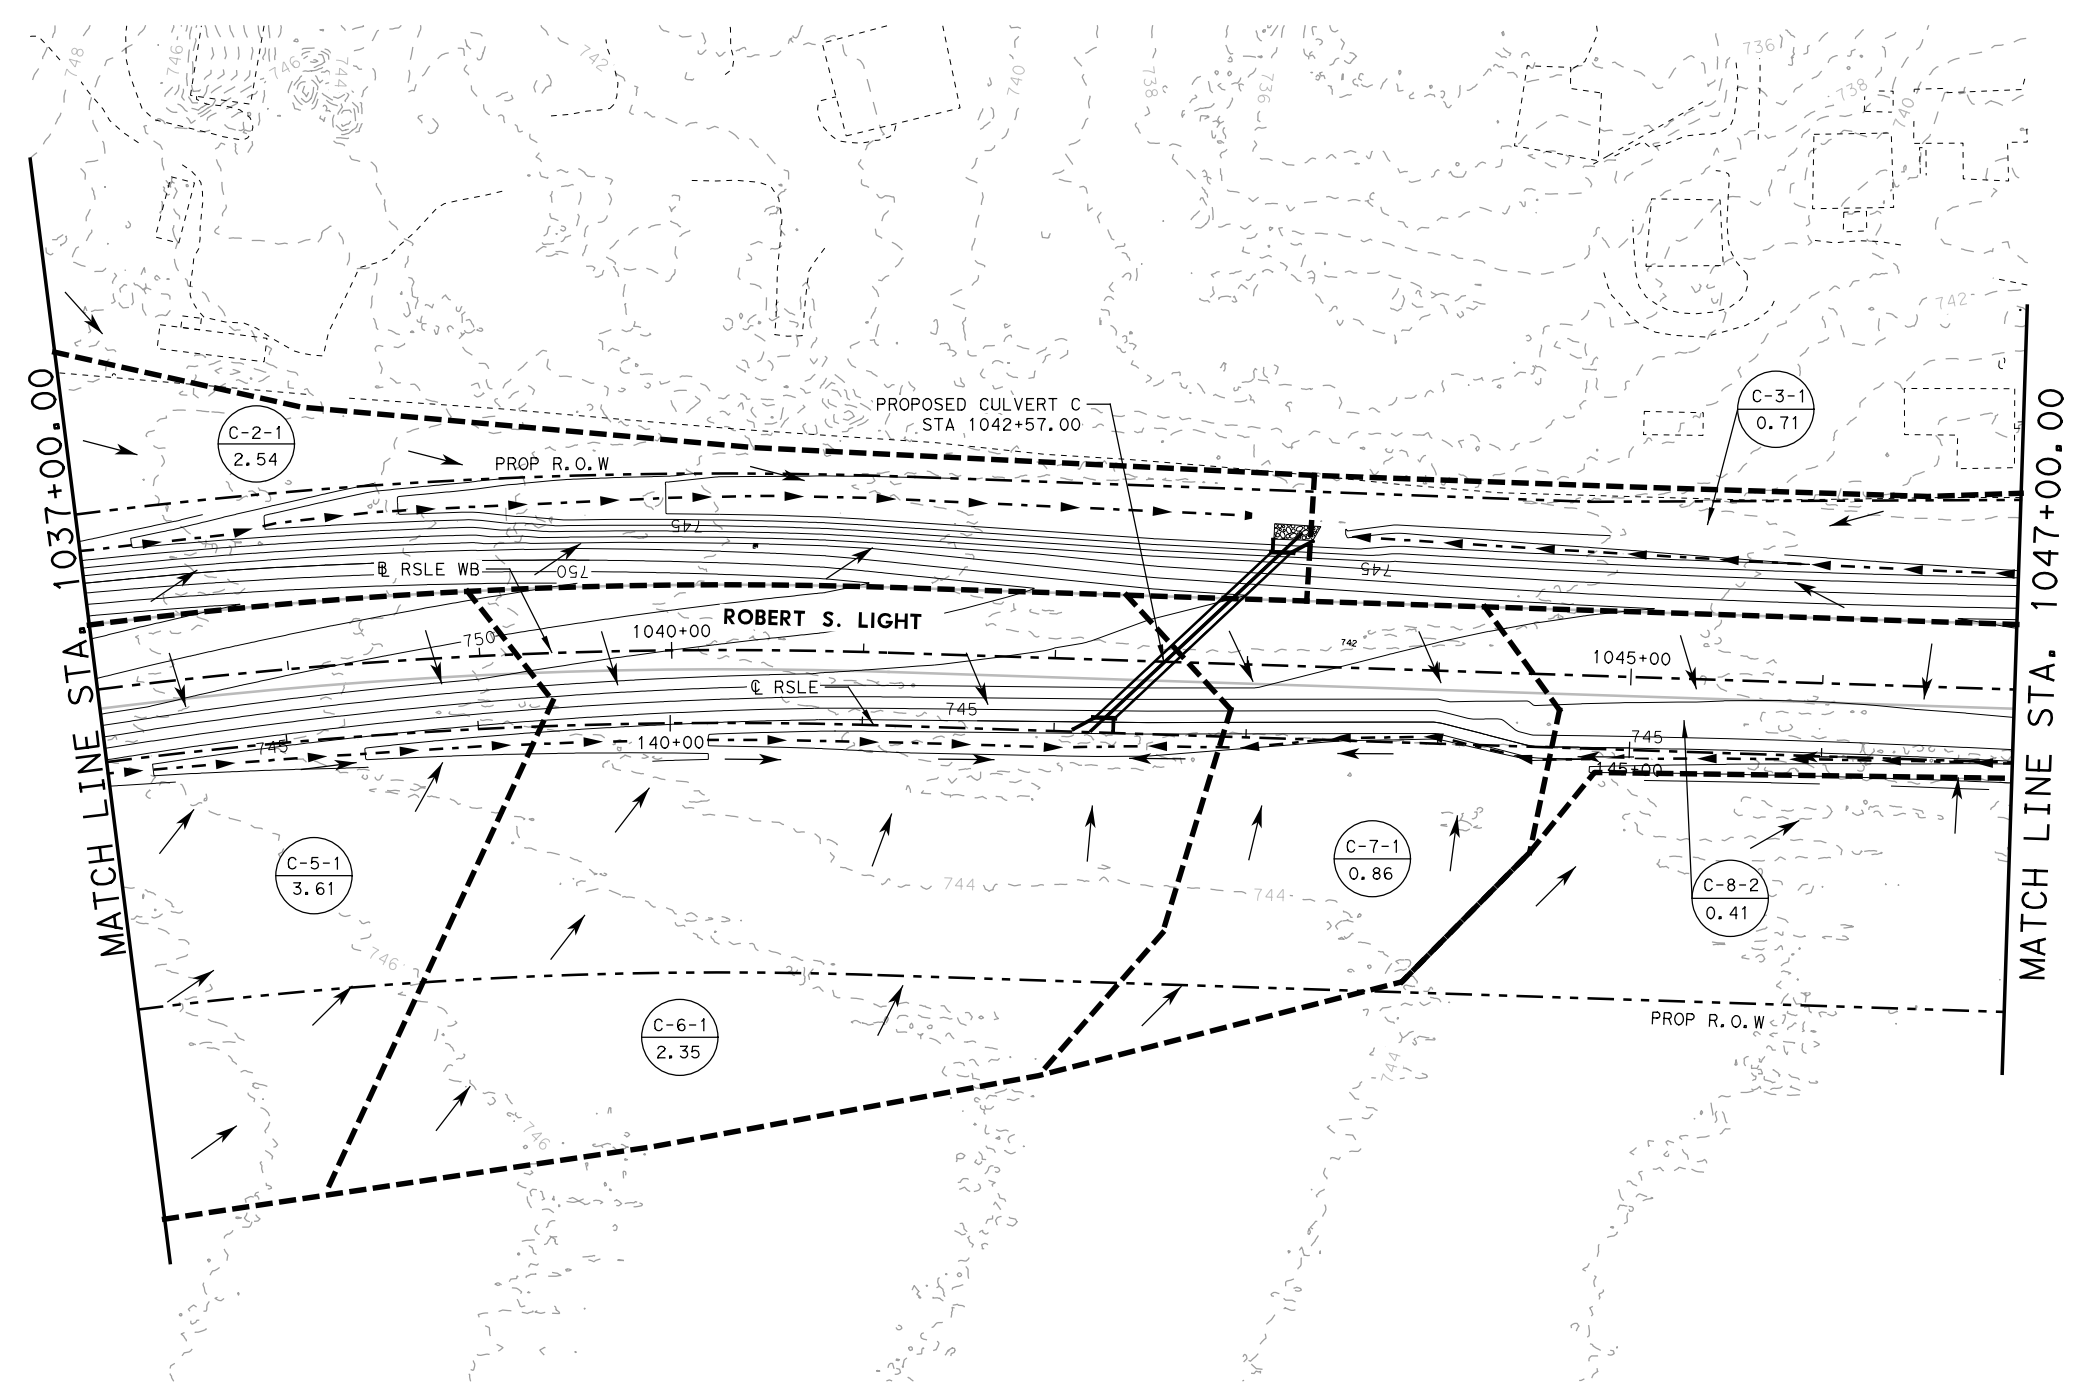 748
746
746
744
742
740
738
736
736
738
740
742
MATCH LINE STA. 1037+00.00
MATCH LINE STA. 1047+00.00
C-2-1
2.54
C-3-1
0.71
PROPOSED CULVERT C
STA 1042+57.00
PROP R.O.W
745
750
745
℄ RSLE WB
ROBERT S. LIGHT
1040+00
750
742
1045+00
℄ RSLE
745
745
140+00
745
145+00
C-5-1
3.61
C-7-1
0.86
C-8-2
0.41
744
744
746
C-6-1
2.35
PROP R.O.W
744
746